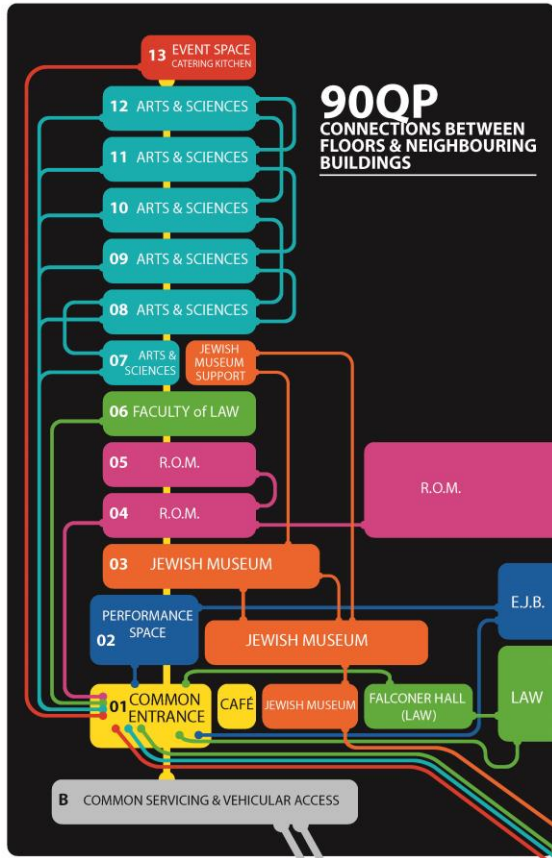 13 EVENT SPACE
CATERING KITCHEN
90QP
CONNECTIONS BETWEEN
FLOORS & NEIGHBOURING
BUILDINGS
12 ARTS & SCIENCES
11 ARTS & SCIENCES
10 ARTS & SCIENCES
09 ARTS & SCIENCES
08 ARTS & SCIENCES
07 ARTS &
SCIENCES
JEWISH
MUSEUM
SUPPORT
06 FACULTY of LAW
05 R.O.M.
R.O.M.
04 R.O.M.
03 JEWISH MUSEUM
PERFORMANCE
02 SPACE
E.J.B.
JEWISH MUSEUM
01 COMMON
ENTRANCE
CAFÉ
JEWISH MUSEUM
FALCONER HALL
(LAW)
LAW
B COMMON SERVICING & VEHICULAR ACCESS